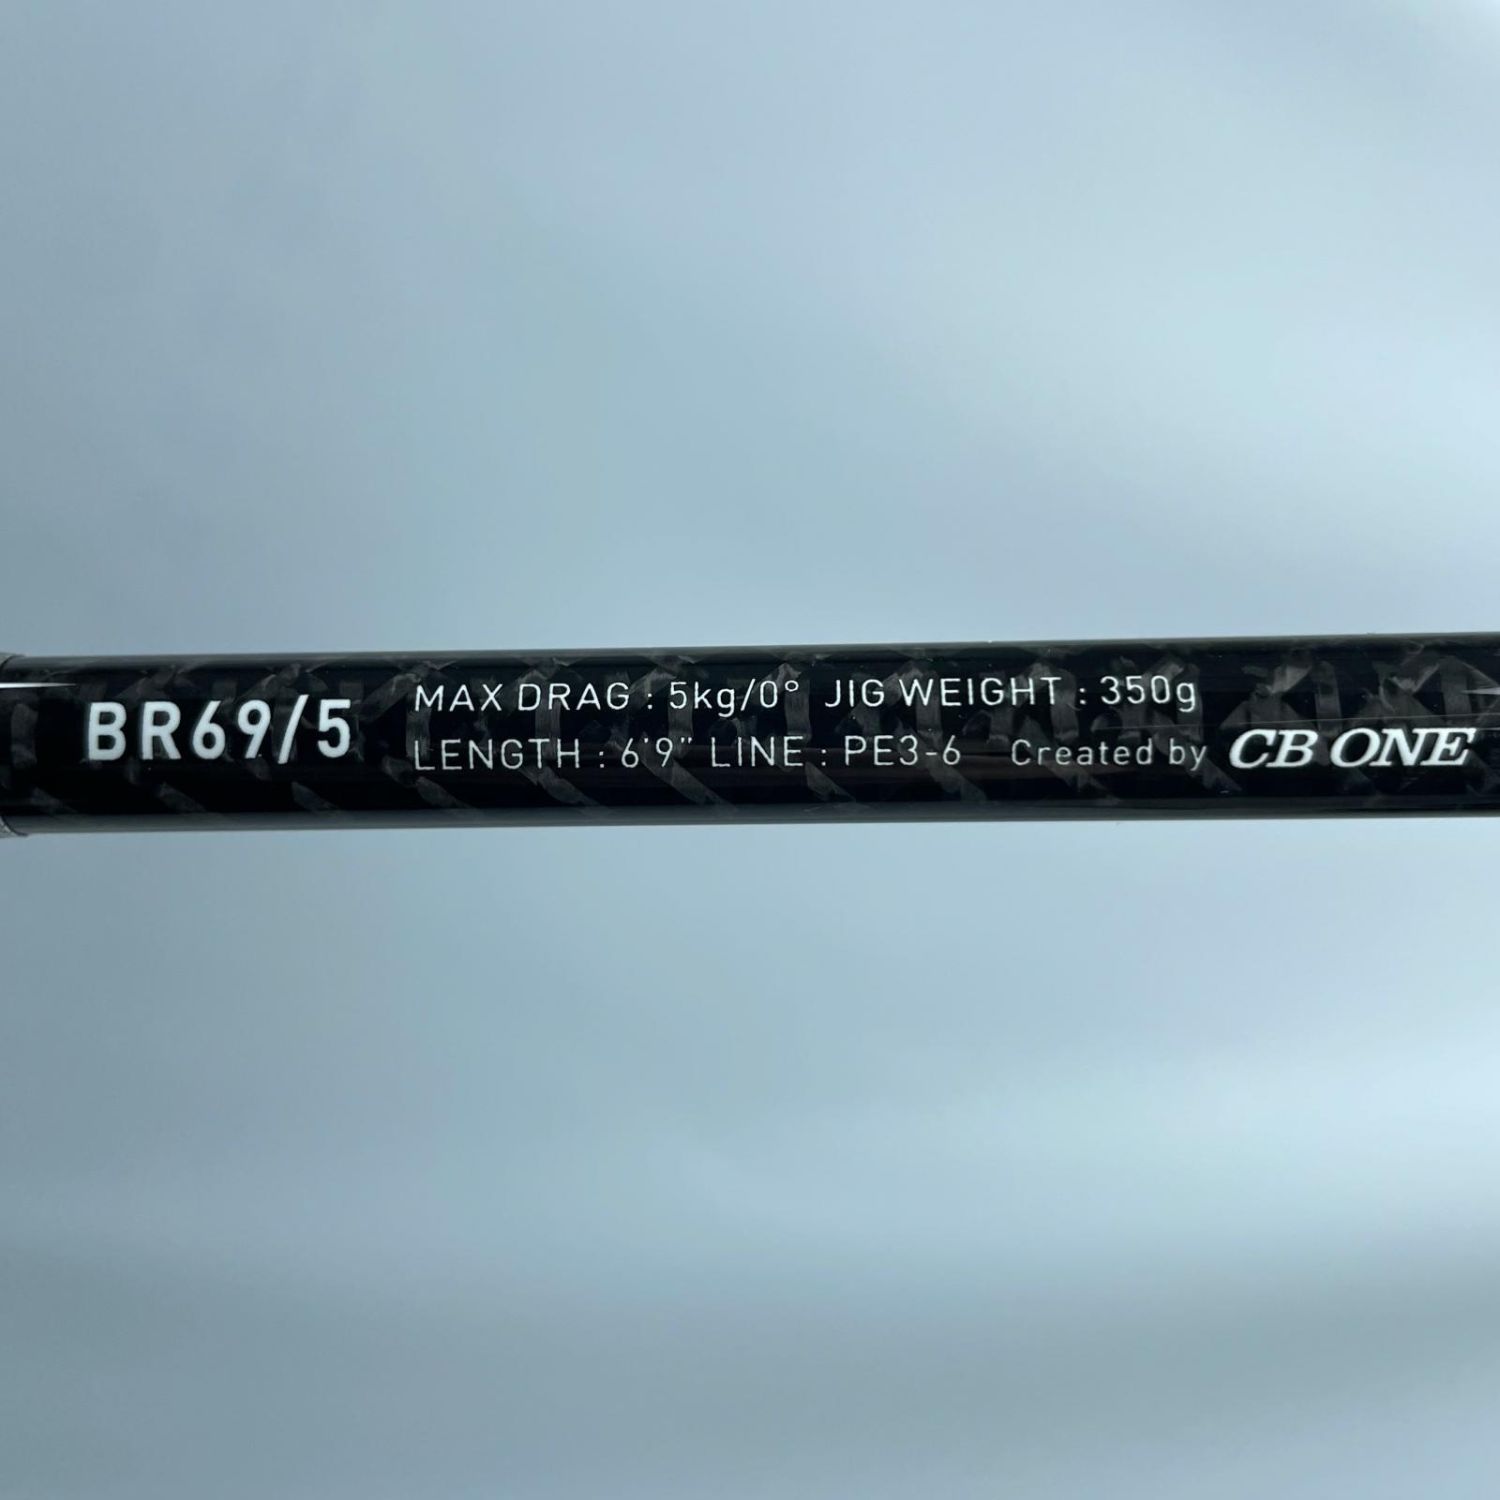 BR69/5
MAX DRAG : 5kg/0° JIG WEIGHT : 350g
LENGTH : 6'9" LINE : PE3-6 Created by CB ONE